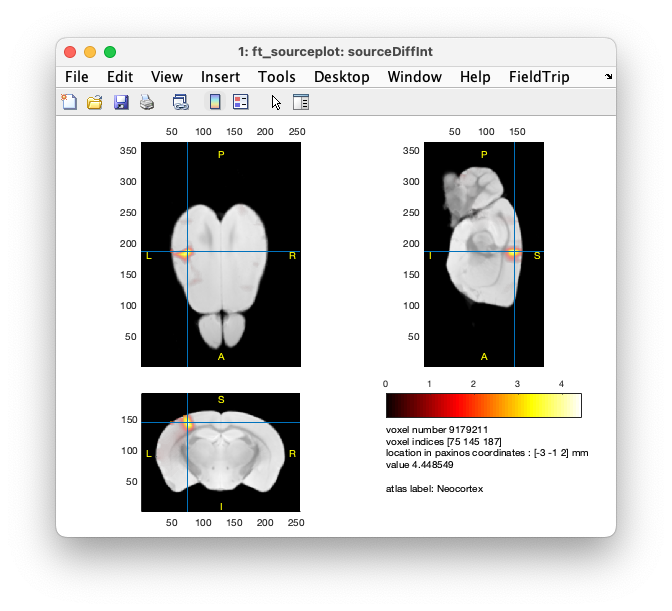 1: ft_sourceplot: sourceDiffInt
File Edit View Insert Tools Desktop Window Help FieldTrip
50 100 150 200 250
50 100 150
350
300
250
200
150
100
50
P
L
R
A
350
300
250
200
150
100
50
P
I
S
A
150
100
50
S
L
R
I
50 100 150 200 250
0 1 2 3 4
voxel number 9179211
voxel indices [75 145 187]
location in paxinos coordinates : [-3 -1 2] mm
value 4.448549
atlas label: Neocortex